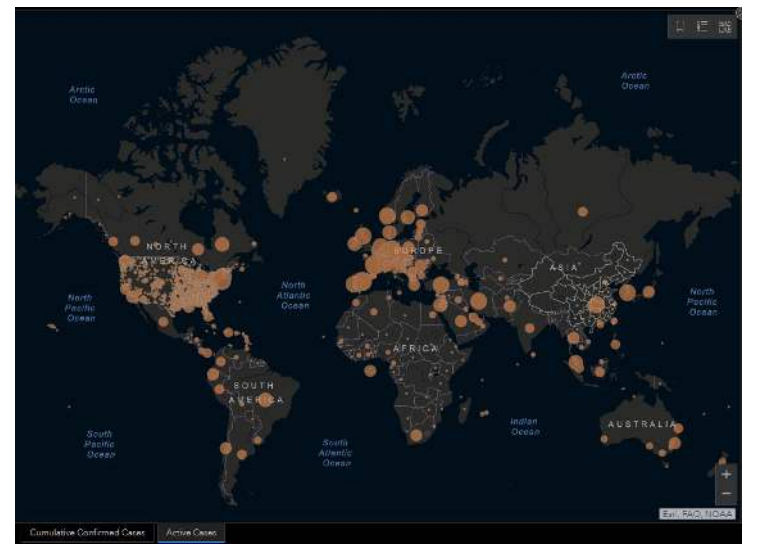 Arctic
Ocean
Arctic
Ocean
NORTH
AMERICA
EUROPE
ASIA
North
Pacific
Ocean
North
Atlantic
Ocean
North
Pacific
Ocean
AFRICA
SOUTH
AMERICA
Indian
Ocean
AUSTRALIA
South
Pacific
Ocean
South
Atlantic
Ocean
+
−
Esri, FAO, NOAA
Cumulative Confirmed Cases
Active Cases